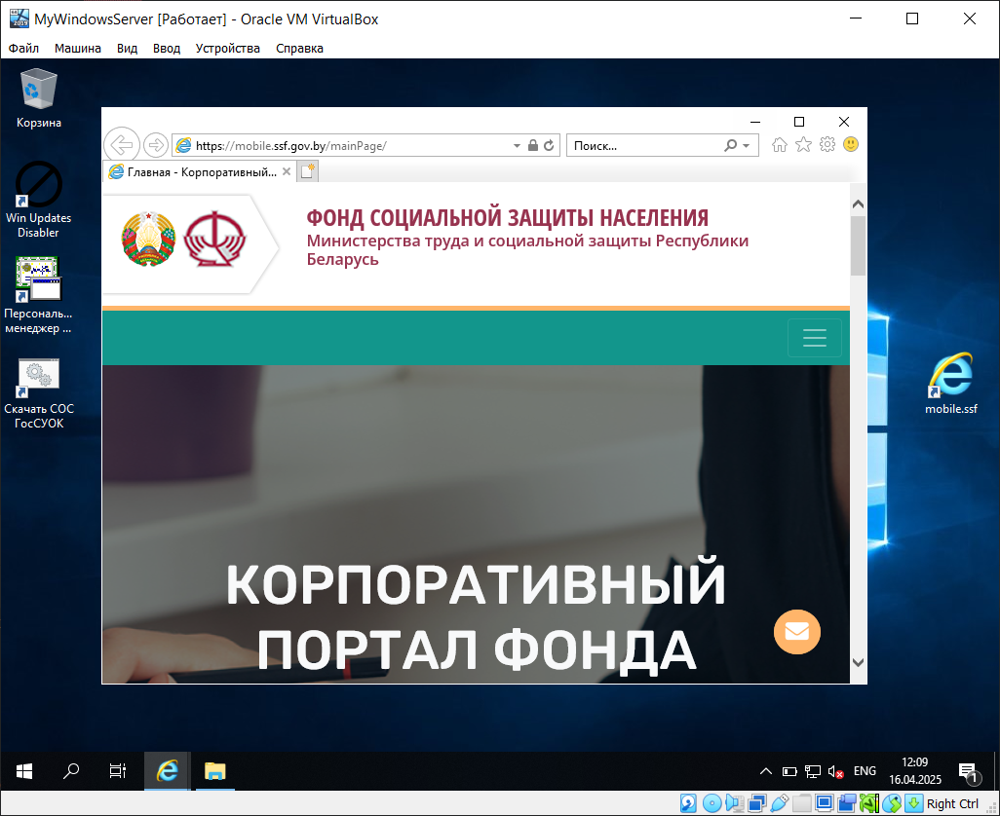 MyWindowsServer [Работает] - Oracle VM VirtualBox
Файл Машина Вид Ввод Устройства Справка
Корзина
Win Updates
Disabler
Персональ...
менеджер ...
Скачать СОС
ГосСУОК
https://mobile.ssf.gov.by/mainPage/
Поиск...
Главная - Корпоративный...
ФОНД СОЦИАЛЬНОЙ ЗАЩИТЫ НАСЕЛЕНИЯ
Министерства труда и социальной защиты Республики
Беларусь
КОРПОРАТИВНЫЙ
ПОРТАЛ ФОНДА
mobile.ssf
ENG
12:09
16.04.2025
1
Right Ctrl